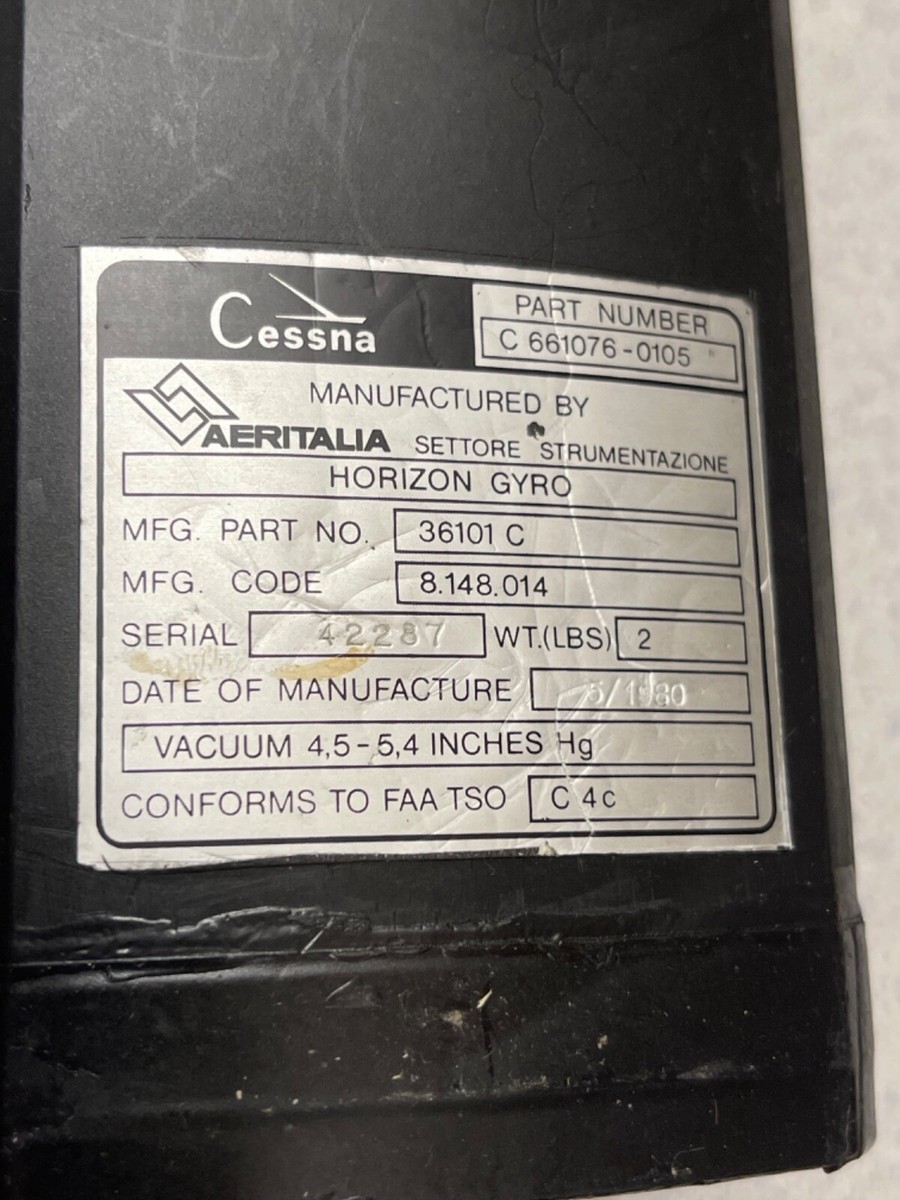 Cessna
PART NUMBER
C 661076-0105
MANUFACTURED BY
AERITALIA SETTORE STRUMENTAZIONE
HORIZON GYRO
MFG. PART NO. 36101 C
MFG. CODE 8.148.014
SERIAL 42287 WT.(LBS) 2
DATE OF MANUFACTURE 5/1980
VACUUM 4,5-5,4 INCHES Hg
CONFORMS TO FAA TSO C 4c